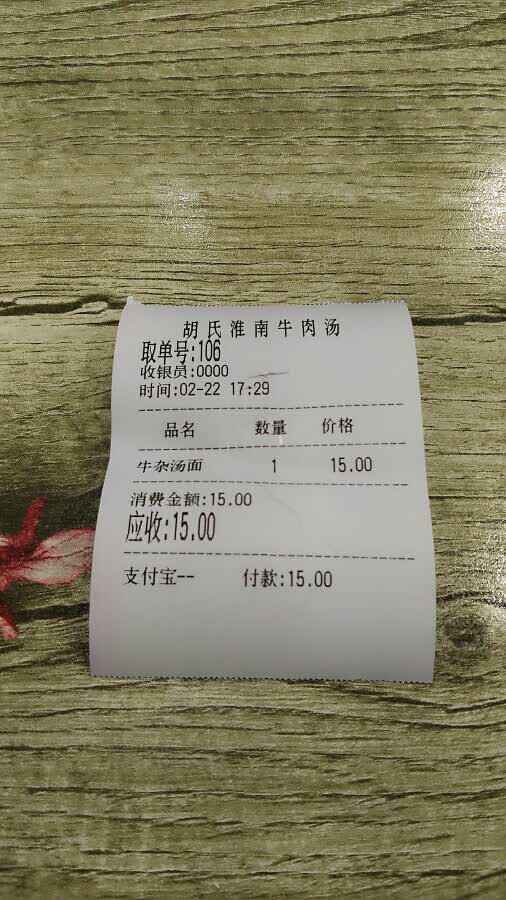 胡氏淮南牛肉汤
取单号:106
收银员:0000
时间:02-22 17:29
品名 数量 价格
牛杂汤面 1 15.00
消费金额:15.00
应收:15.00
支付宝-- 付款:15.00